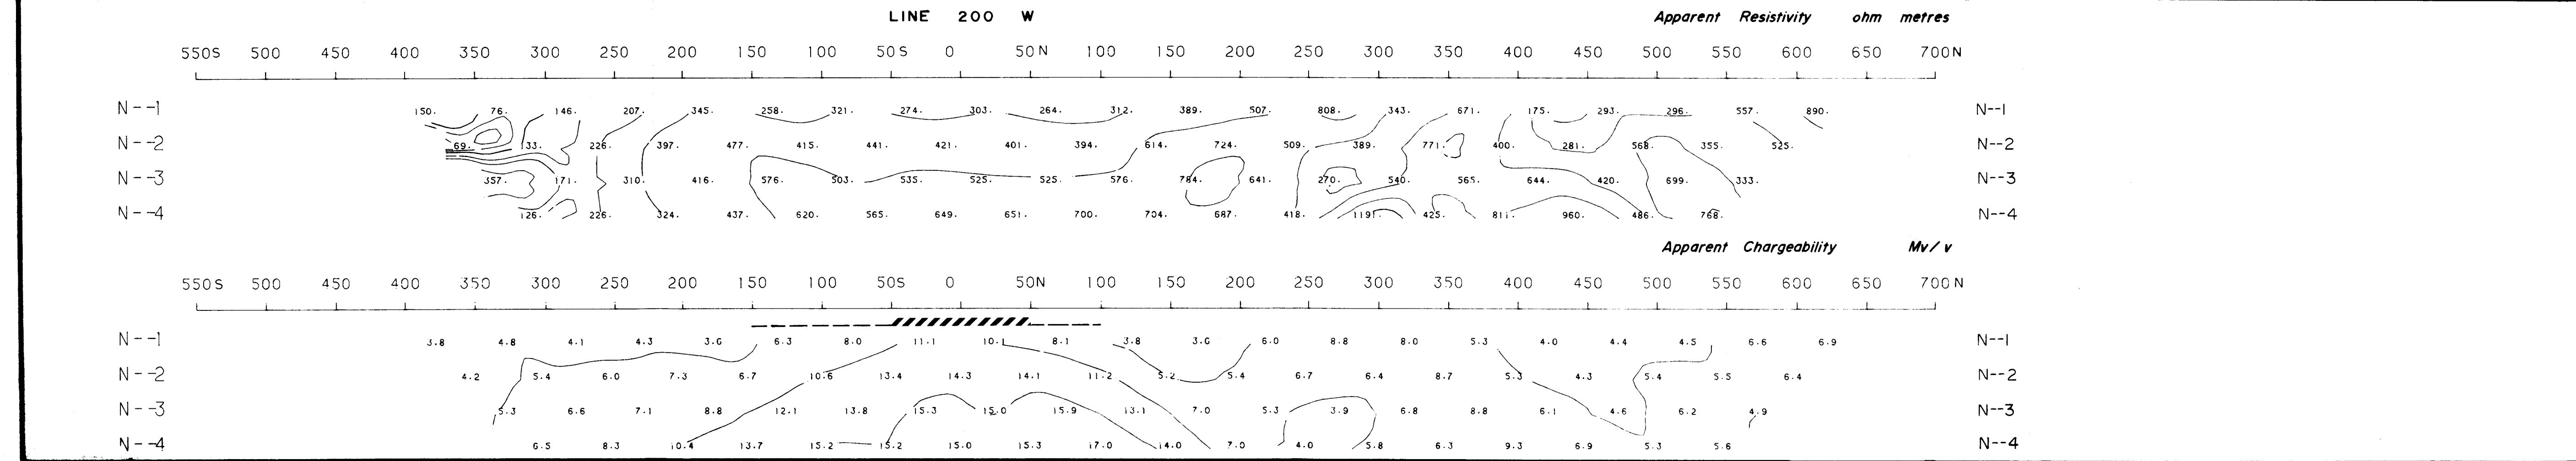 LINE 200 W Apparent Resistivity ohm metres
550S 500 450 400 350 300 250 200 150 100 50S 0 50N 100 150 200 250 300 350 400 450 500 550 600 650 700N
N--1 150. 76. 146. 207. 345. 258. 321. 274. 303. 264. 312. 389. 507. 808. 343. 671. 175. 293. 296. 557. 890. N--1
N--2 69. 133. 226. 397. 477. 415. 441. 421. 401. 394. 614. 724. 509. 389. 771. 400. 281. 568. 355. 525. N--2
N--3 357. 171. 310. 416. 576. 503. 535. 525. 525. 576. 784. 641. 270. 540. 565. 644. 420. 699. 333. N--3
N--4 126. 226. 324. 437. 620. 565. 649. 651. 700. 704. 687. 418. 1191. 425. 811. 960. 486. 768. N--4
Apparent Chargeability Mv/v
550S 500 450 400 350 300 250 200 150 100 50S 0 50N 100 150 200 250 300 350 400 450 500 550 600 650 700N
N--1 3.8 4.8 4.1 4.3 3.6 6.3 8.0 11.1 10. 8.1 3.8 3.6 6.0 8.8 8.0 5.3 4.0 4.4 4.5 6.6 6.9 N--1
N--2 4.2 5.4 6.0 7.3 6.7 10.6 13.4 14.3 14.1 11.2 5.2 5.4 6.7 6.4 8.7 5.3 4.3 5.4 5.5 6.4 N--2
N--3 5.3 6.6 7.1 8.8 12.1 13.8 15.3 15.0 15.9 13.1 7.0 5.3 3.9 6.8 8.8 6.1 4.6 6.2 4.9 N--3
N--4 6.5 8.3 10.4 13.7 15.2 15.2 15.0 15.3 17.0 14.0 7.0 4.0 5.8 6.3 9.3 6.9 5.3 5.6 N--4